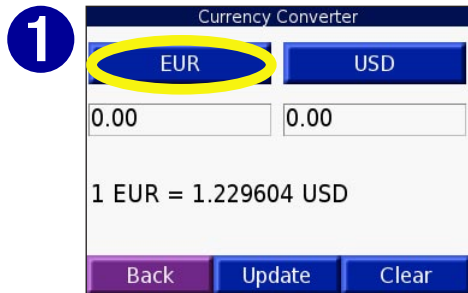 1
Currency Converter
EUR USD
0.00 0.00
1 EUR = 1.229604 USD
Back Update Clear